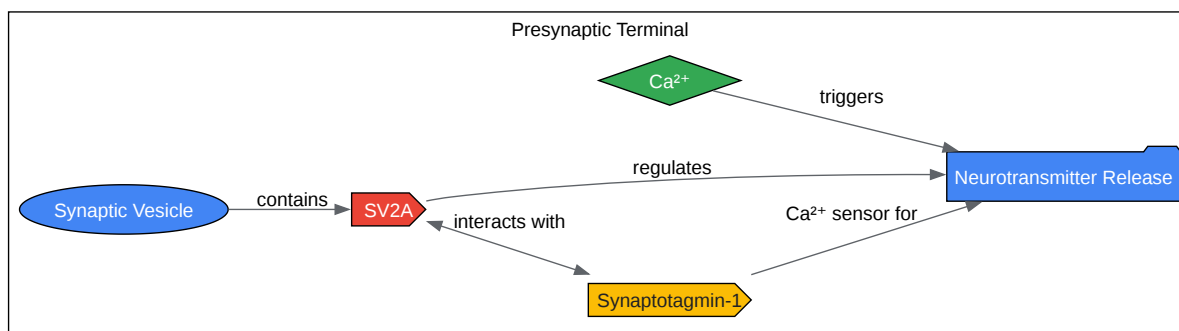 Presynaptic Terminal
Ca²⁺
triggers
regulates
Neurotransmitter Release
Synaptic Vesicle
contains
SV2A
interacts with
Ca²⁺ sensor for
Synaptotagmin-1